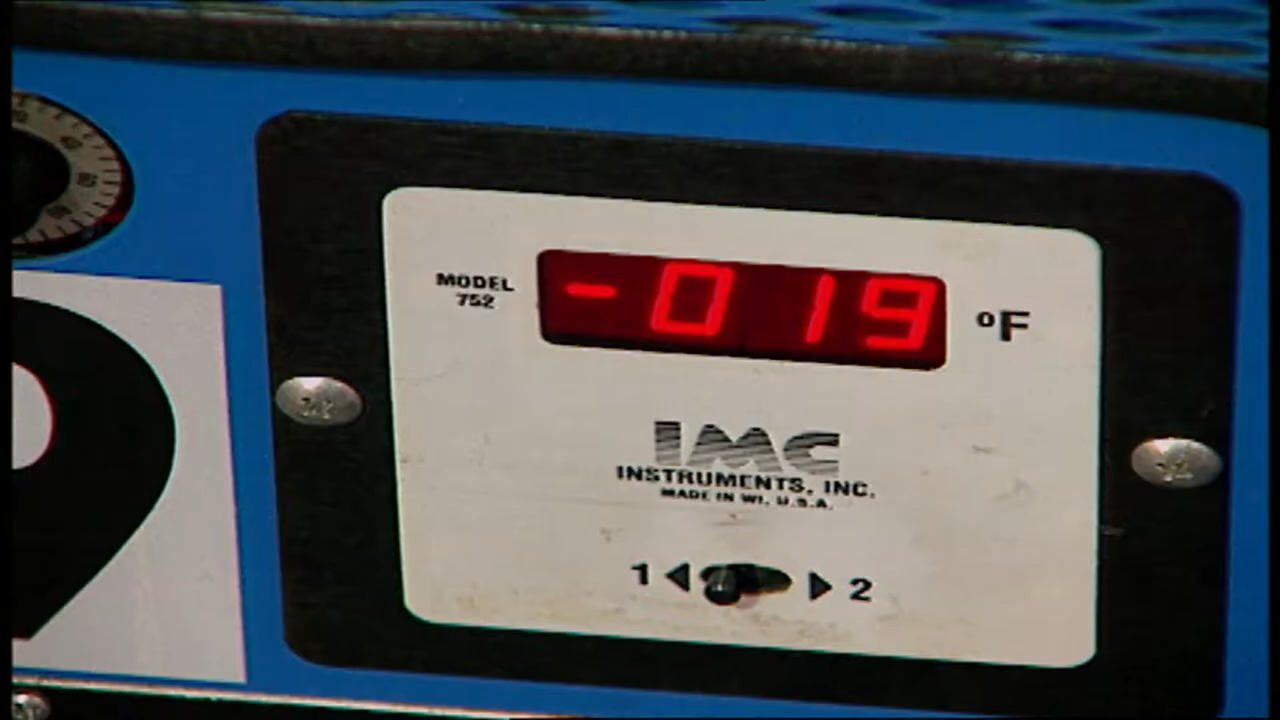 MODEL
752
-019
°F
IMC
INSTRUMENTS, INC.
MADE IN WI, U.S.A.
1
2